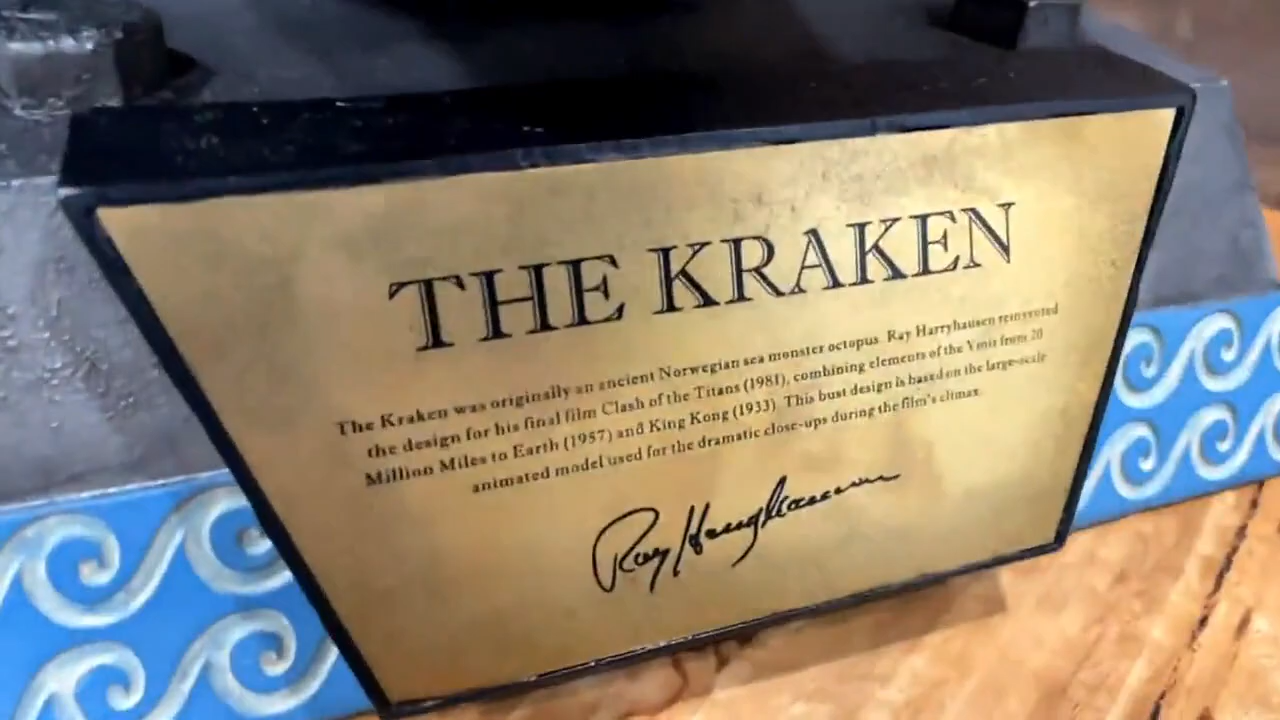 THE KRAKEN
The Kraken was originally an ancient Norwegian sea monster octopus. Ray Harryhausen reinvented
the design for his final film Clash of the Titans (1981), combining elements of the Ymir from 20
Million Miles to Earth (1957) and King Kong (1933). This bust design is based on the large-scale
animated model used for the dramatic close-ups during the film's climax.
Ray Harryhausen